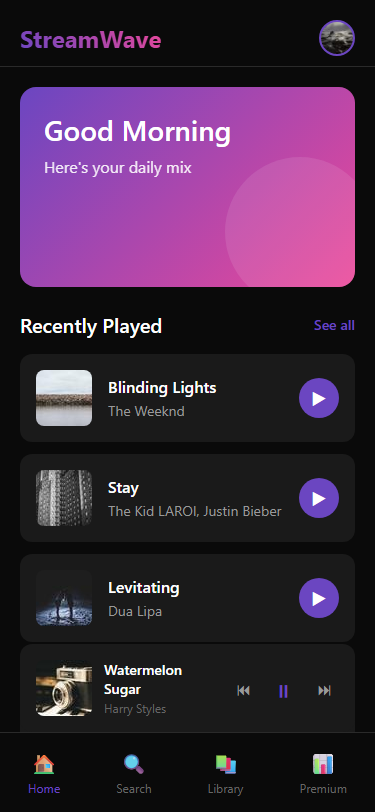 StreamWave
Good Morning
Here's your daily mix
Recently Played
See all
Blinding Lights
The Weeknd
Stay
The Kid LAROI, Justin Bieber
Levitating
Dua Lipa
Watermelon
Sugar
Harry Styles
Home
Search
Library
Premium